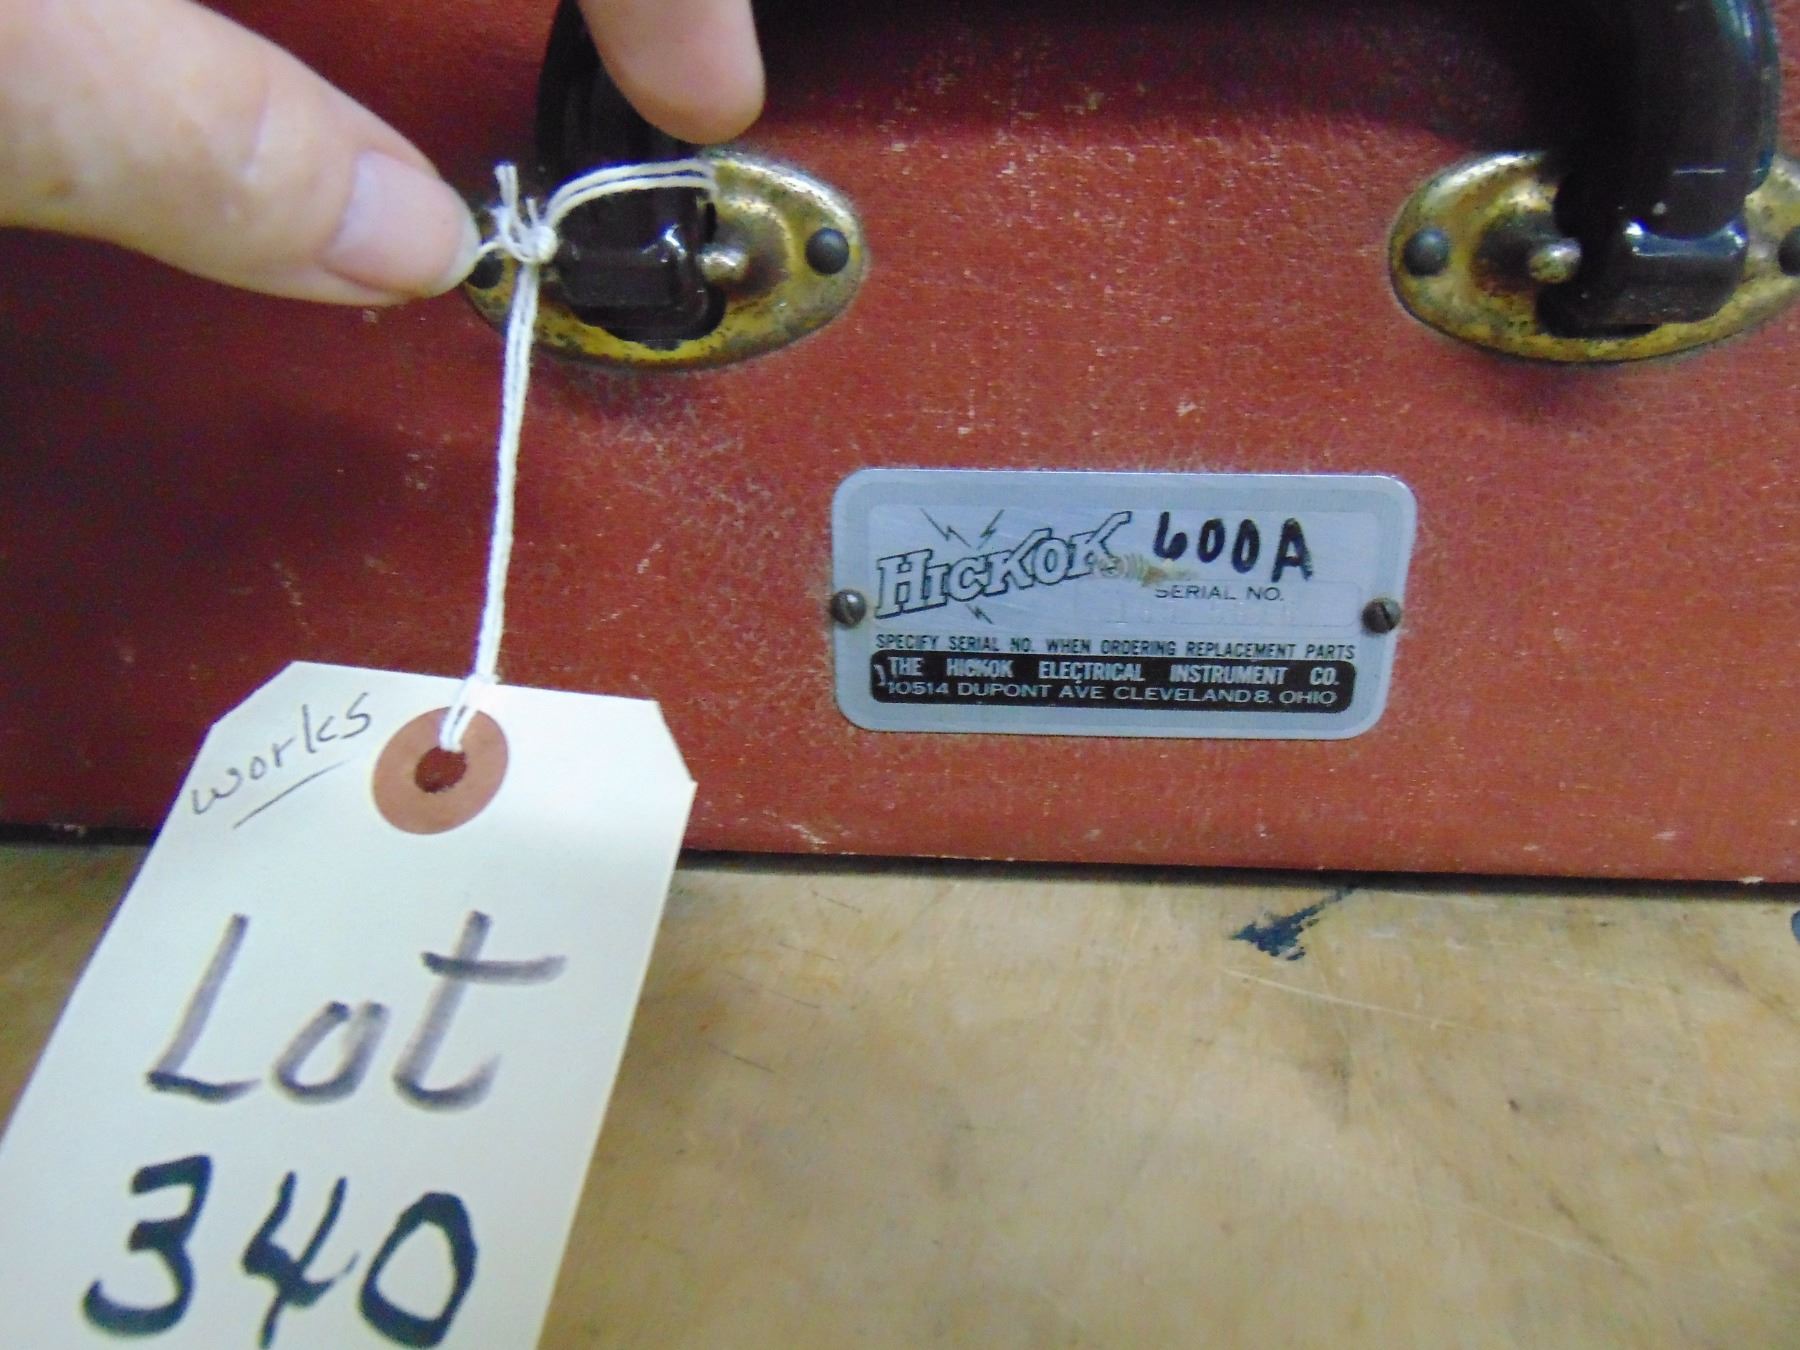 works
Lot
340
HICKOK 600A
SERIAL NO.
SPECIFY SERIAL NO. WHEN ORDERING REPLACEMENT PARTS
THE HICKOK ELECTRICAL INSTRUMENT CO.
10514 DUPONT AVE CLEVELAND 8, OHIO